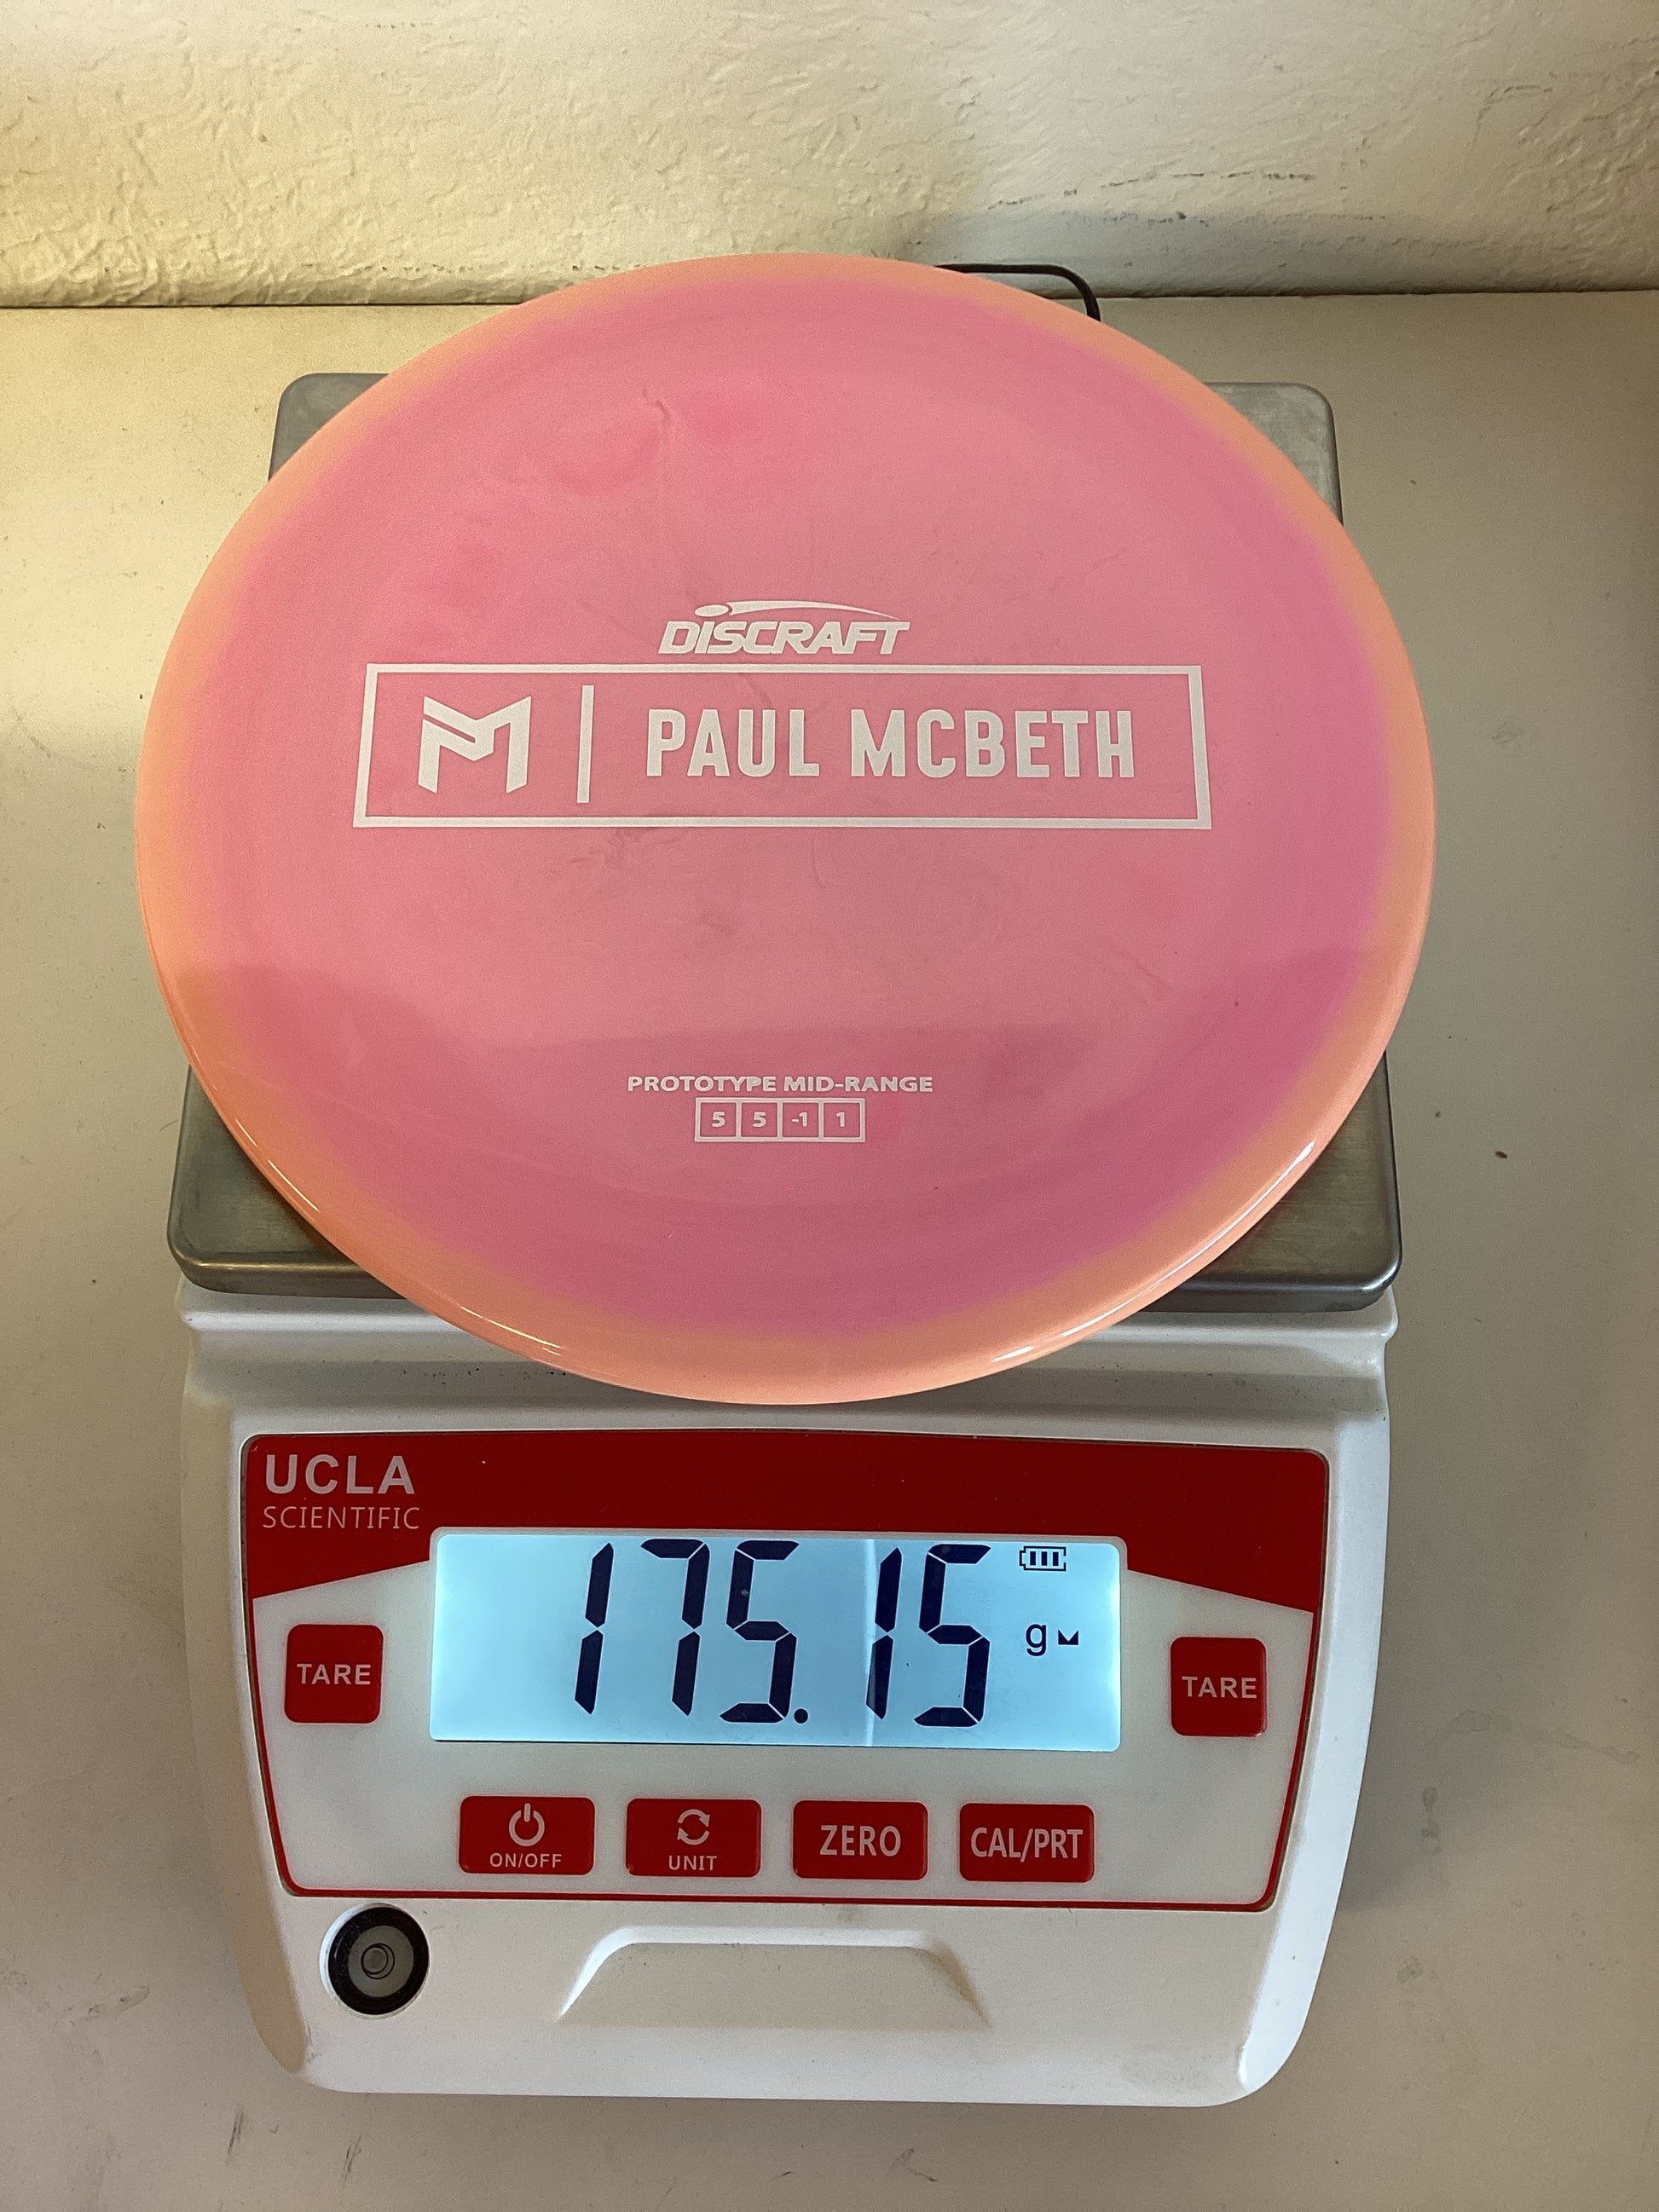 DISCRAFT
PAUL MCBETH
PROTOTYPE MID-RANGE
5 5 -1 1
UCLA
SCIENTIFIC
175.15 g
TARE TARE
ON/OFF UNIT ZERO CAL/PRT